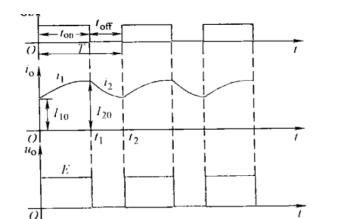 t_on t_off
O T t
i_o i_1 i_2
I_10 I_20
O t_1 t_2 t
u_o
E
O t